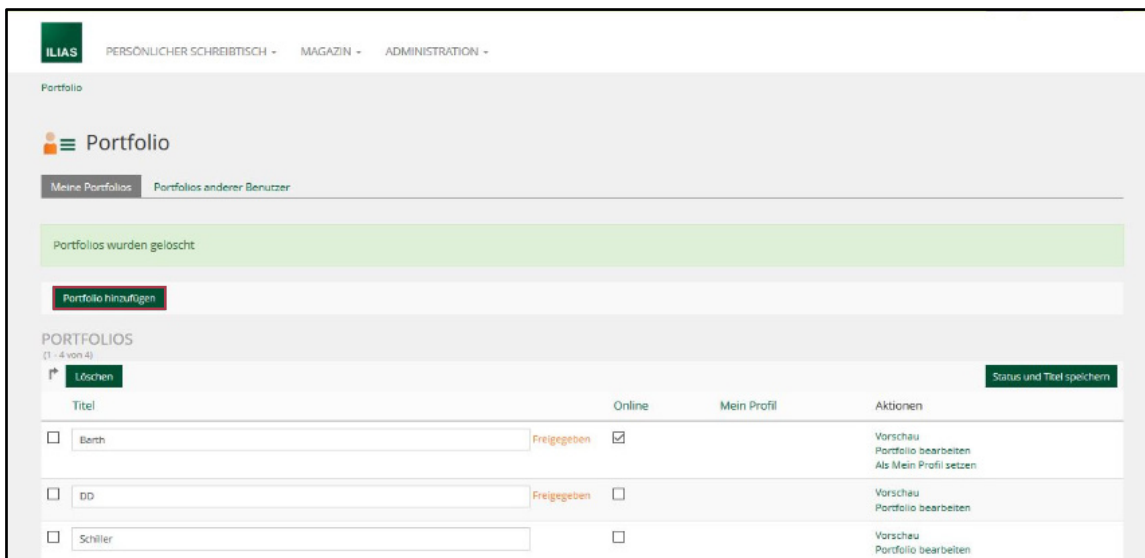 ILIAS PERSÖNLICHER SCHREIBTISCH MAGAZIN ADMINISTRATION
Portfolio
Portfolio
Meine Portfolios Portfolios anderer Benutzer
Portfolios wurden gelöscht
Portfolio hinzufügen
PORTFOLIOS
(1 - 4 von 4)
Löschen Status und Titel speichern
Titel Online Mein Profil Aktionen
Barth Freigegeben Vorschau
Portfolio bearbeiten
Als Mein Profil setzen
DD Freigegeben Vorschau
Portfolio bearbeiten
Schiller Vorschau
Portfolio bearbeiten